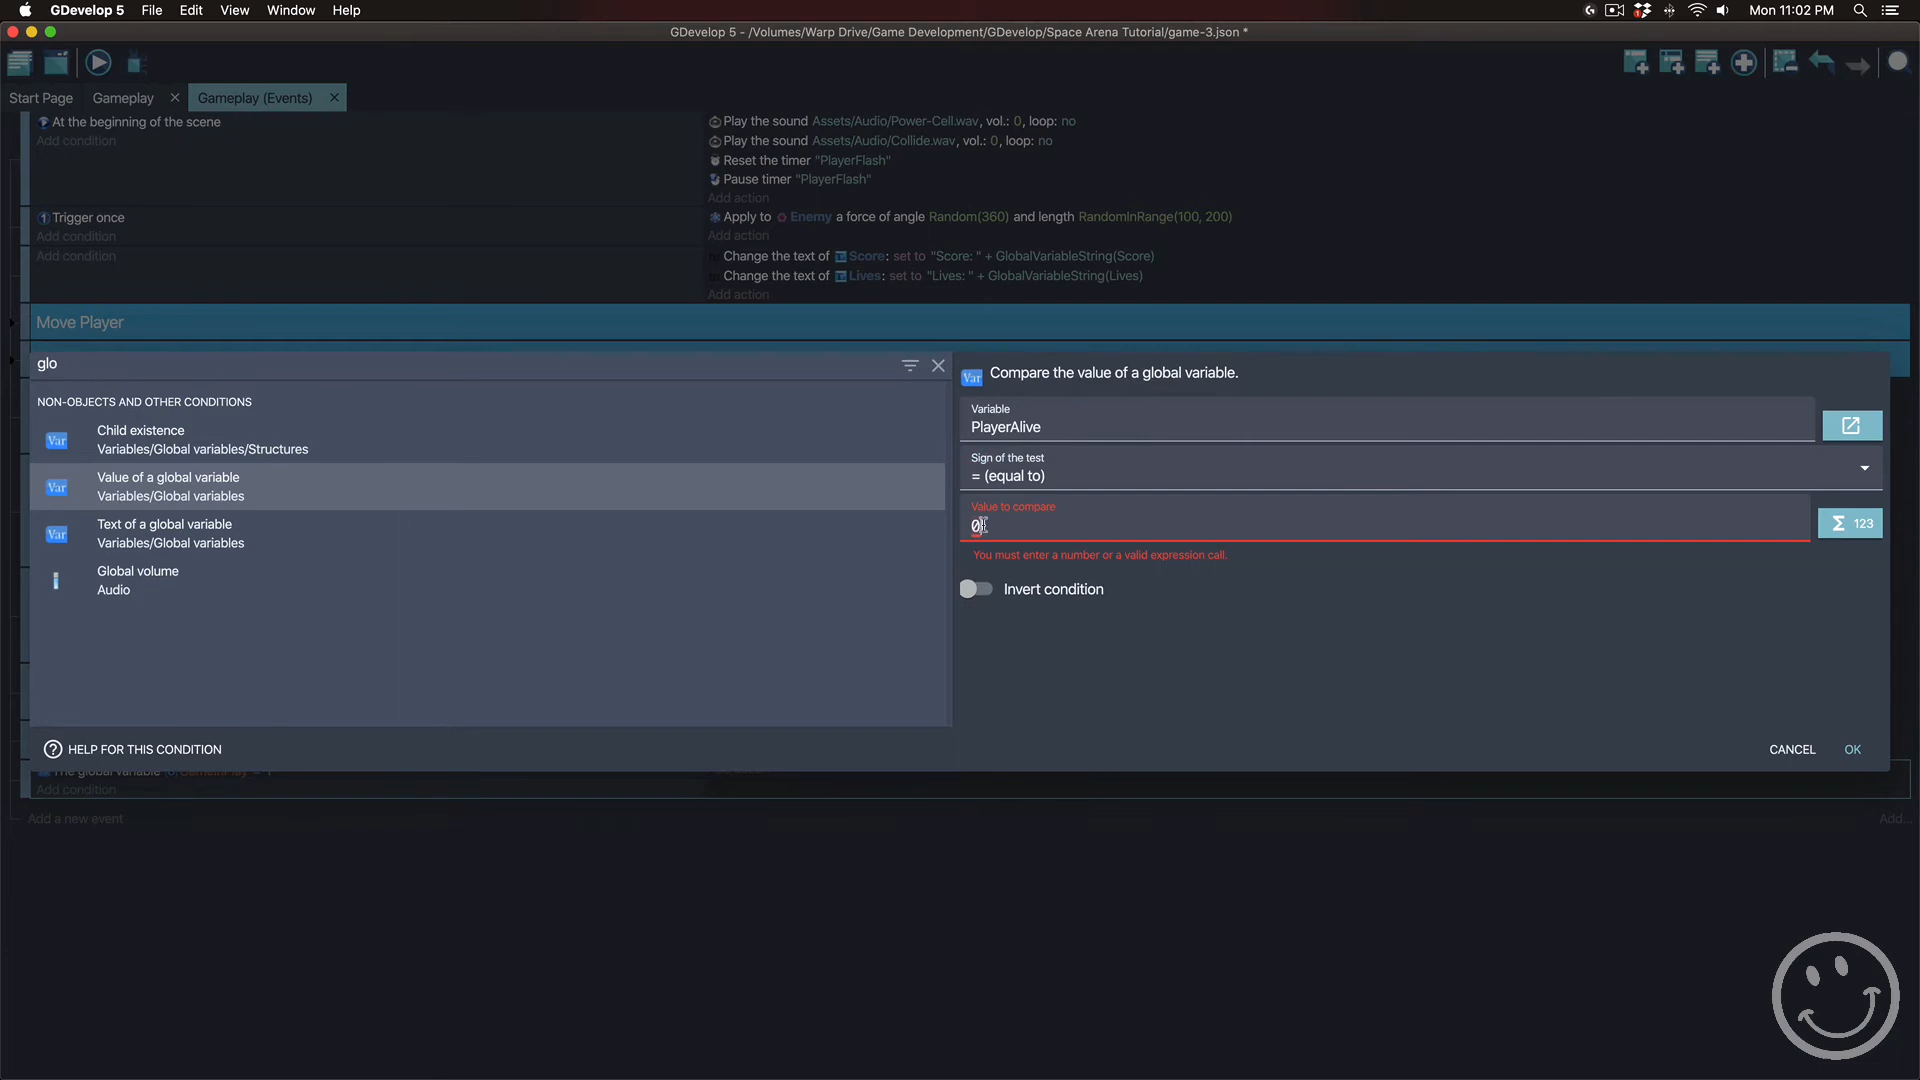 GDevelop 5 File Edit View Window Help Mon 11:02 PM
GDevelop 5 - /Volumes/Warp Drive/Game Development/GDevelop/Space Arena Tutorial/game-3.json *
Start Page Gameplay Gameplay (Events)
At the beginning of the scene
Add condition
Play the sound Assets/Audio/Power-Cell.wav, vol.: 0, loop: no
Play the sound Assets/Audio/Collide.wav, vol.: 0, loop: no
Reset the timer "PlayerFlash"
Pause timer "PlayerFlash"
Add action
Trigger once
Add condition
Apply to Enemy a force of angle Random(360) and length RandomInRange(100, 200)
Add action
Add condition
Change the text of Score: set to "Score: " + GlobalVariableString(Score)
Change the text of Lives: set to "Lives: " + GlobalVariableString(Lives)
Add action
Move Player
glo
NON-OBJECTS AND OTHER CONDITIONS
Var Child existence
Variables/Global variables/Structures
Var Value of a global variable
Variables/Global variables
Var Text of a global variable
Variables/Global variables
Global volume
Audio
HELP FOR THIS CONDITION
Var Compare the value of a global variable.
Variable
PlayerAlive
Sign of the test
= (equal to)
Value to compare
0
Σ 123
You must enter a number or a valid expression call.
Invert condition
CANCEL OK
The global variable
Add condition
Add a new event Add...